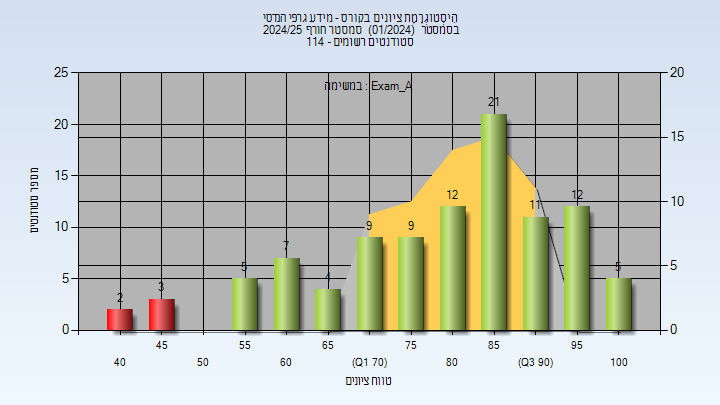 היסטוגרמת ציונים בקורס - מידע גרפי הנדסי
בסמסטר (01/2024) סמסטר חורף 2024/25
סטודנטים רשומים - 114
במשימה : Exam_A
מספר סטודנטים
25 20 15 10 5 0
20 15 10 5 0
2 3 5 7 4 9 9 12 21 11 12 5
45 55 65 75 85 95
40 50 60 (Q1 70) 80 (Q3 90) 100
טווח ציונים